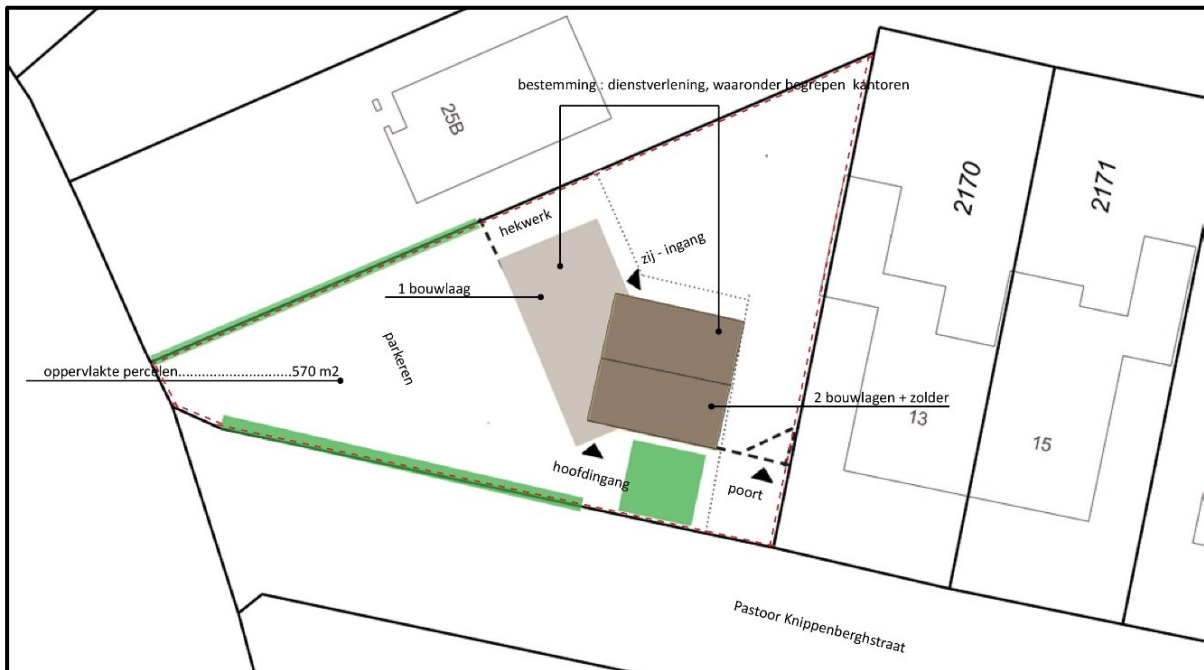 bestemming : dienstverlening, waaronder begrepen kantoren
25B
2170
2171
hekwerk
zij - ingang
1 bouwlaag
parkeren
oppervlakte percelen............................570 m2
2 bouwlagen + zolder
13
15
hoofdingang
poort
Pastoor Knippenberghstraat